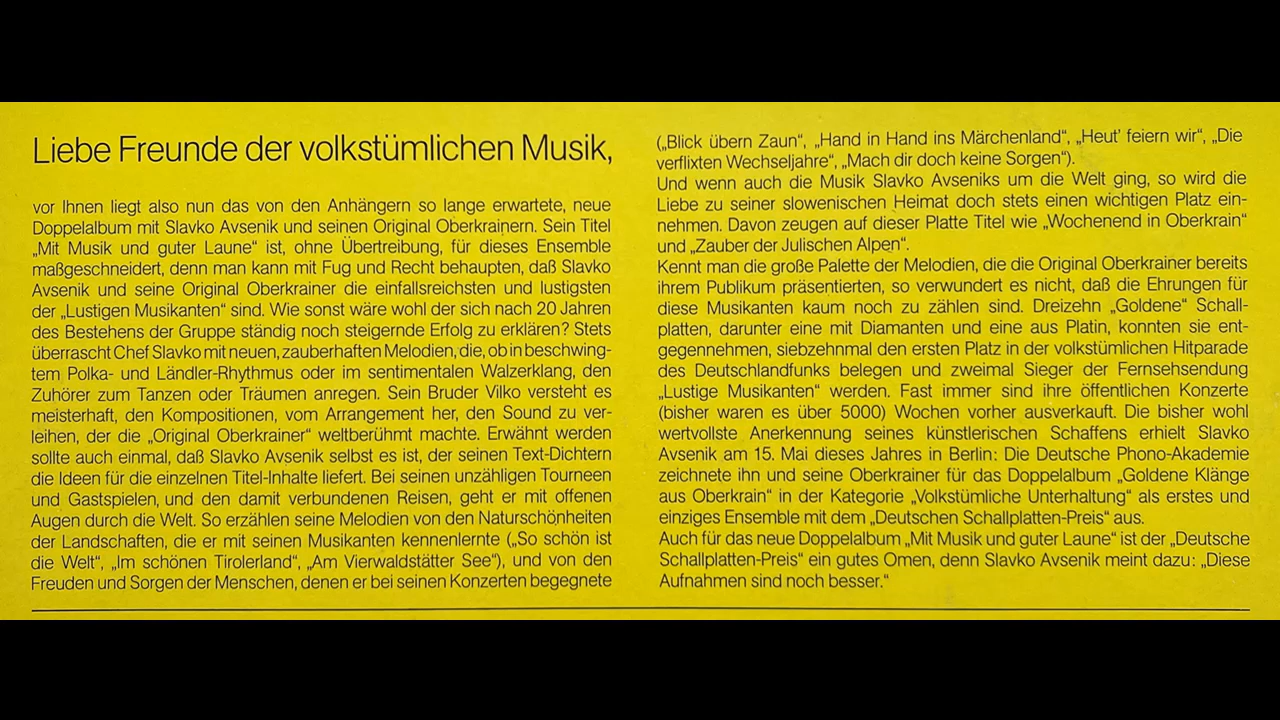 Liebe Freunde der volkstümlichen Musik,
vor Ihnen liegt also nun das von den Anhängern so lange erwartete, neue
Doppelalbum mit Slavko Avsenik und seinen Original Oberkrainern. Sein Titel
„Mit Musik und guter Laune“ ist, ohne Übertreibung, für dieses Ensemble
maßgeschneidert, denn man kann mit Fug und Recht behaupten, daß Slavko
Avsenik und seine Original Oberkrainer die einfallsreichsten und lustigsten
der „Lustigen Musikanten“ sind. Wie sonst wäre wohl der sich nach 20 Jahren
des Bestehens der Gruppe ständig noch steigernde Erfolg zu erklären? Stets
überrascht Chef Slavko mit neuen, zauberhaften Melodien, die, ob in beschwing-
tem Polka- und Ländler-Rhythmus oder im sentimentalen Walzerklang, den
Zuhörer zum Tanzen oder Träumen anregen. Sein Bruder Vilko versteht es
meisterhaft, den Kompositionen, vom Arrangement her, den Sound zu ver-
leihen, der die „Original Oberkrainer“ weltberühmt machte. Erwähnt werden
sollte auch einmal, daß Slavko Avsenik selbst es ist, der seinen Text-Dichtern
die Ideen für die einzelnen Titel-Inhalte liefert. Bei seinen unzähligen Tourneen
und Gastspielen, und den damit verbundenen Reisen, geht er mit offenen
Augen durch die Welt. So erzählen seine Melodien von den Naturschönheiten
der Landschaften, die er mit seinen Musikanten kennenlernte („So schön ist
die Welt“, „Im schönen Tirolerland“, „Am Vierwaldstätter See“), und von den
Freuden und Sorgen der Menschen, denen er bei seinen Konzerten begegnete
(„Blick übern Zaun“, „Hand in Hand ins Märchenland“, „Heut’ feiern wir“, „Die
verflixten Wechseljahre“, „Mach dir doch keine Sorgen“).
Und wenn auch die Musik Slavko Avseniks um die Welt ging, so wird die
Liebe zu seiner slowenischen Heimat doch stets einen wichtigen Platz ein-
nehmen. Davon zeugen auf dieser Platte Titel wie „Wochenend in Oberkrain“
und „Zauber der Julischen Alpen“.
Kennt man die große Palette der Melodien, die die Original Oberkrainer bereits
ihrem Publikum präsentierten, so verwundert es nicht, daß die Ehrungen für
diese Musikanten kaum noch zu zählen sind. Dreizehn „Goldene“ Schall-
platten, darunter eine mit Diamanten und eine aus Platin, konnten sie ent-
gegennehmen, siebzehnmal den ersten Platz in der volkstümlichen Hitparade
des Deutschlandfunks belegen und zweimal Sieger der Fernsehsendung
„Lustige Musikanten“ werden. Fast immer sind ihre öffentlichen Konzerte
(bisher waren es über 5000) Wochen vorher ausverkauft. Die bisher wohl
wertvollste Anerkennung seines künstlerischen Schaffens erhielt Slavko
Avsenik am 15. Mai dieses Jahres in Berlin: Die Deutsche Phono-Akademie
zeichnete ihn und seine Oberkrainer für das Doppelalbum „Goldene Klänge
aus Oberkrain“ in der Kategorie „Volkstümliche Unterhaltung“ als erstes und
einziges Ensemble mit dem „Deutschen Schallplatten-Preis“ aus.
Auch für das neue Doppelalbum „Mit Musik und guter Laune“ ist der „Deutsche
Schallplatten-Preis“ ein gutes Omen, denn Slavko Avsenik meint dazu: „Diese
Aufnahmen sind noch besser.“